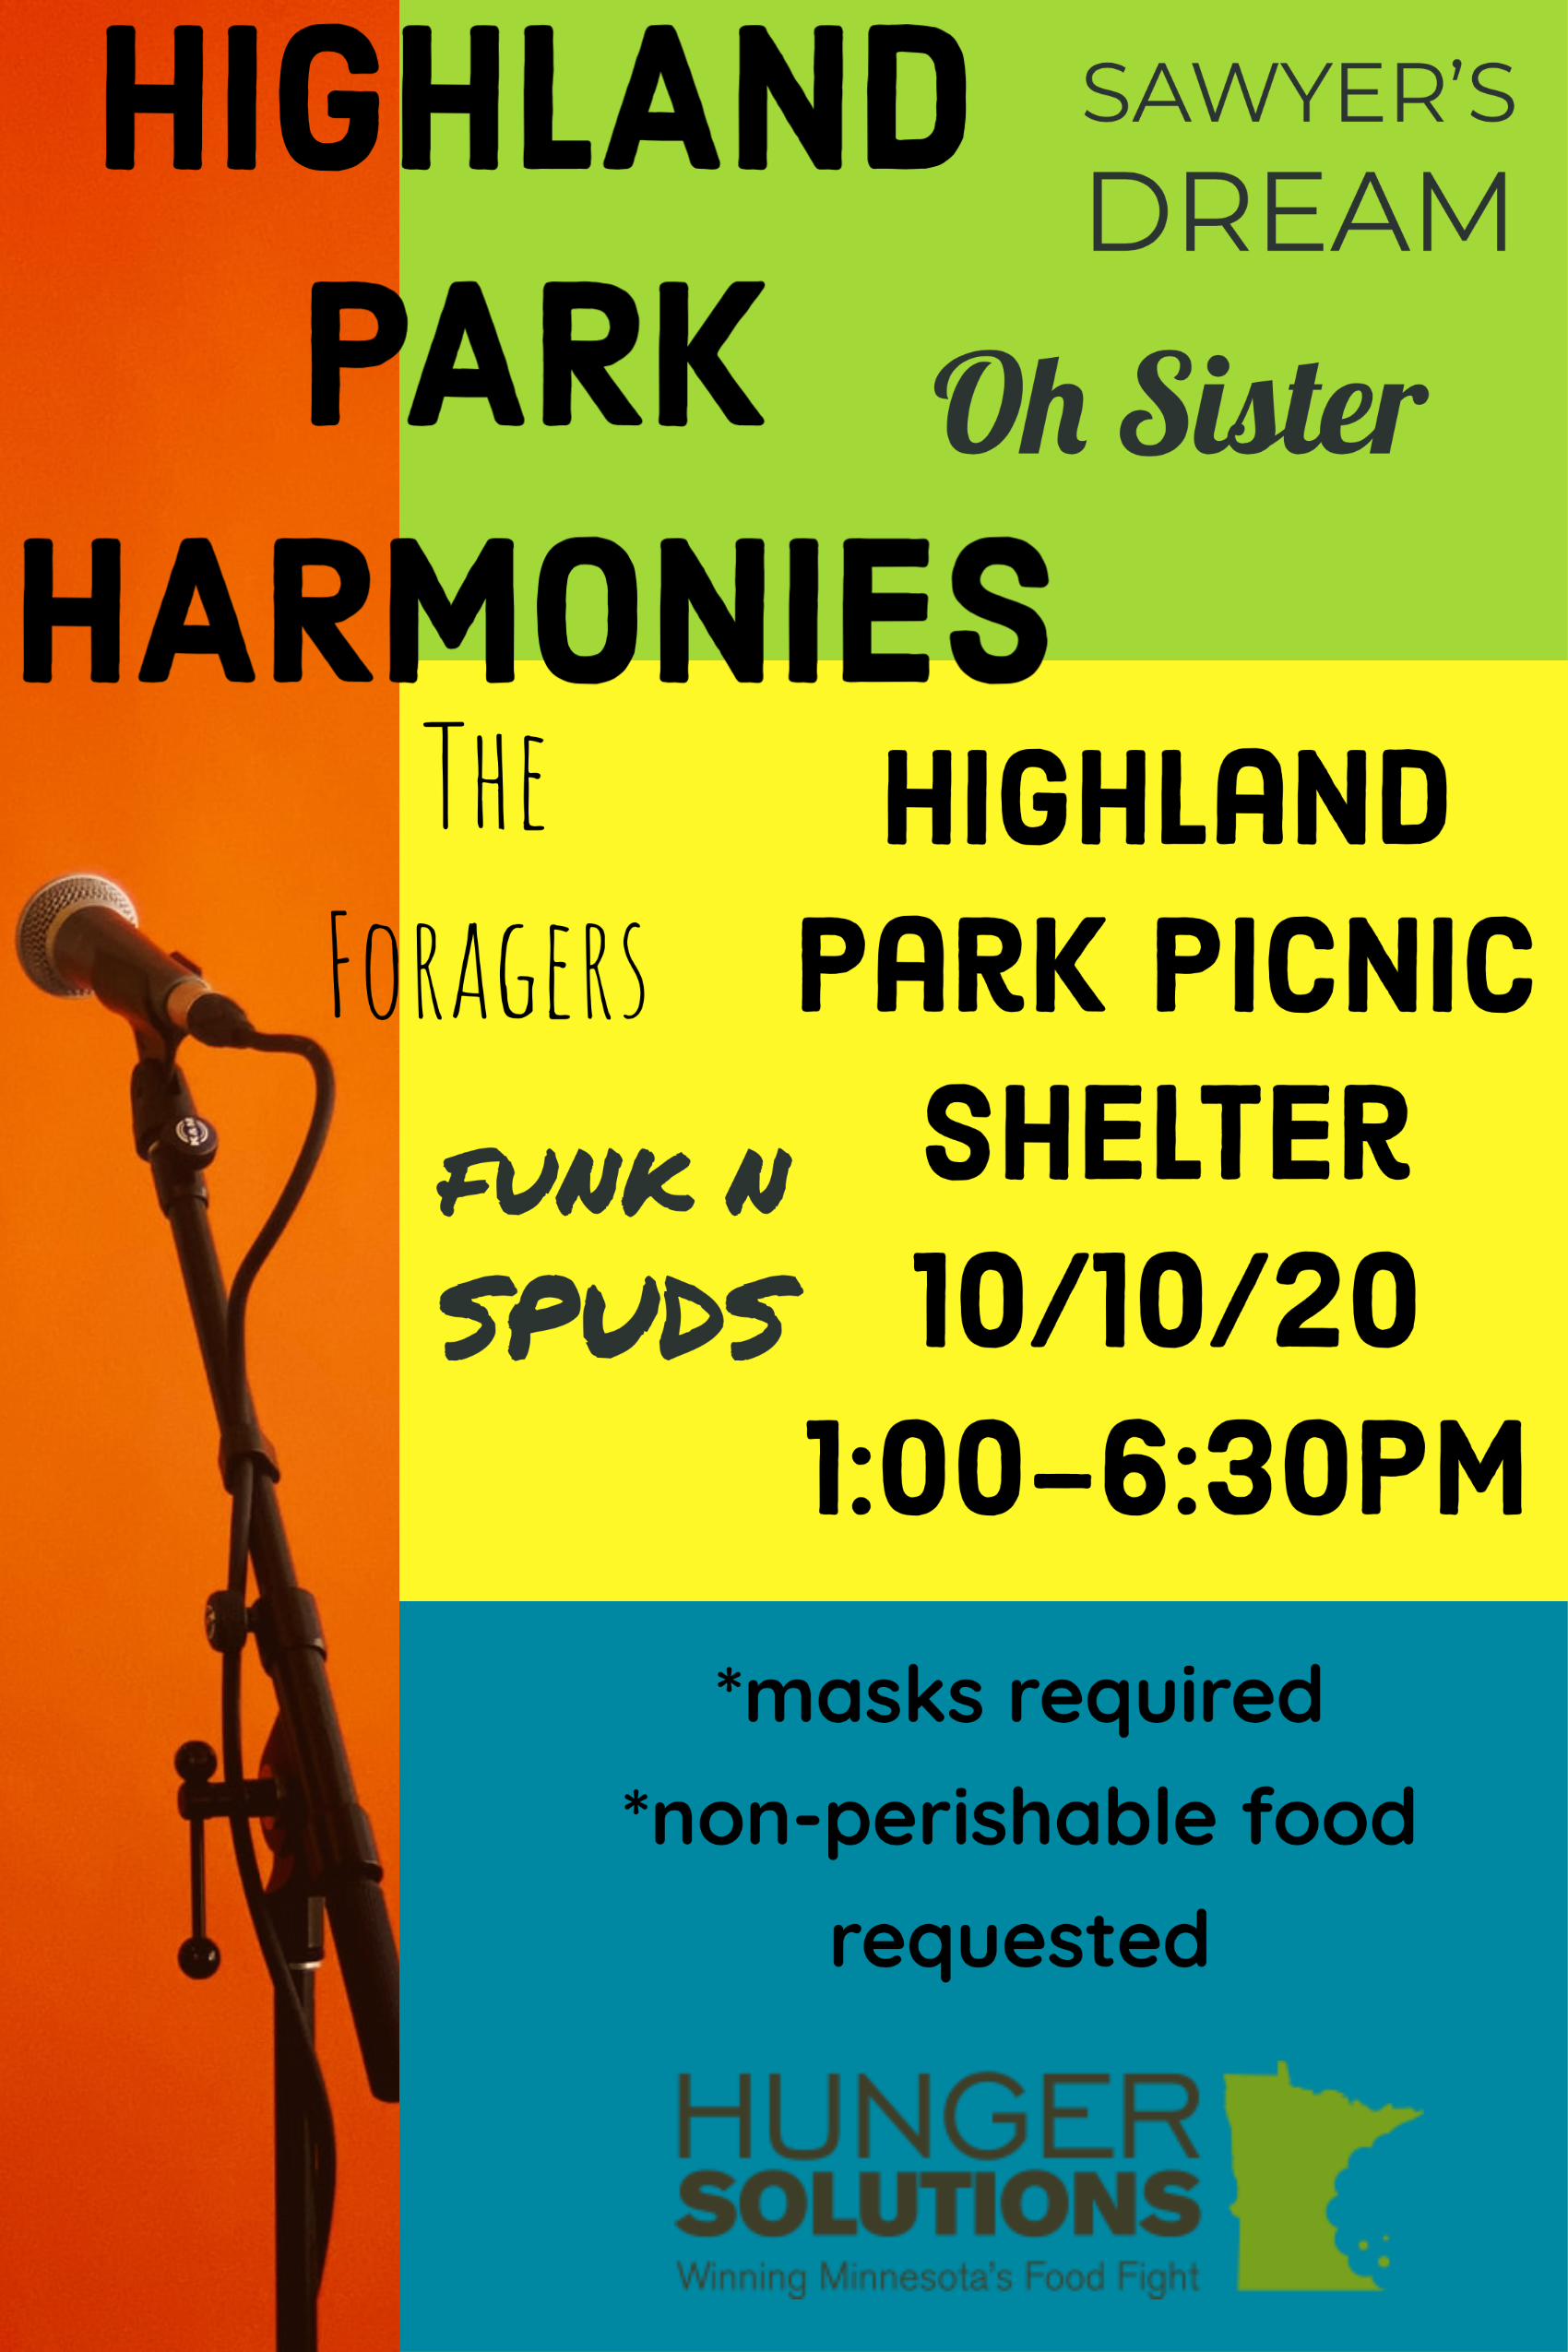 HIGHLAND
PARK
HARMONIES
SAWYER'S
DREAM
Oh Sister
THE
FORAGERS
FUNK N
SPUDS
HIGHLAND
PARK PICNIC
SHELTER
10/10/20
1:00-6:30PM
K&M
*masks required
*non-perishable food
requested
HUNGER
SOLUTIONS
Winning Minnesota's Food Fight